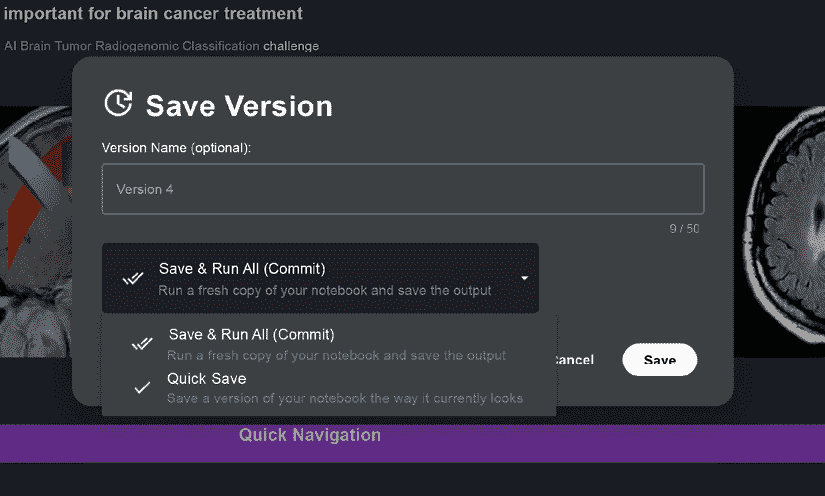 important for brain cancer treatment
AI Brain Tumor Radiogenomic Classification challenge
Save Version
Version Name (optional):
Version 4
9 / 50
Save & Run All (Commit)
Run a fresh copy of your notebook and save the output
Save & Run All (Commit)
Run a fresh copy of your notebook and save the output
Quick Save
Save a version of your notebook the way it currently looks
Cancel
Save
Quick Navigation